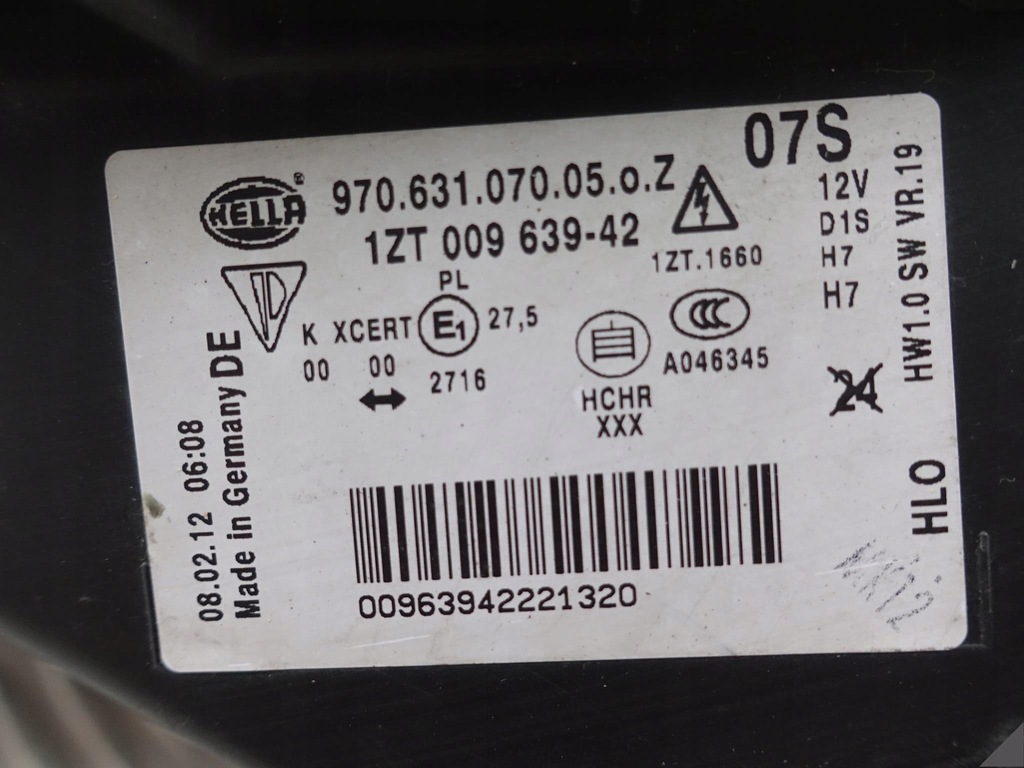 07S
HELLA®
970.631.070.05.o.Z
1ZT 009 639-42
1ZT.1660
12V
D1S
H7
H7
24
HW1.0 SW VR.19
HLO
PL
K XCERT E1 27,5
00 00
2716
HCHR
XXX
CCC
A046345
08.02.12 06:08
Made in Germany DE
00963942221320